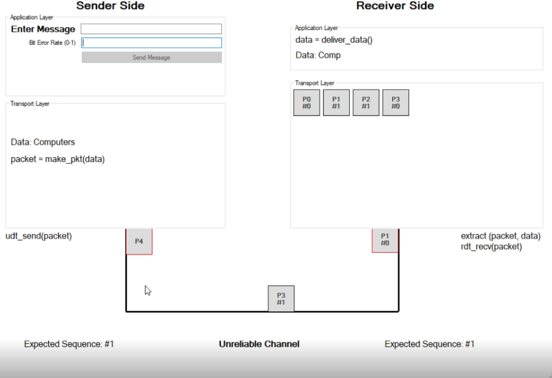 Sender Side
Receiver Side
Application Layer
Enter Message
Bit Error Rate (0-1)
Send Message
Application Layer
data = deliver_data()
Data: Comp
Transport Layer
Data: Computers
packet = make_pkt(data)
Transport Layer
P0
#0
P1
#1
P2
#1
P3
#0
udt_send(packet)
P4
P1
#0
extract (packet, data)
rdt_recv(packet)
P3
#1
Expected Sequence: #1
Unreliable Channel
Expected Sequence: #1